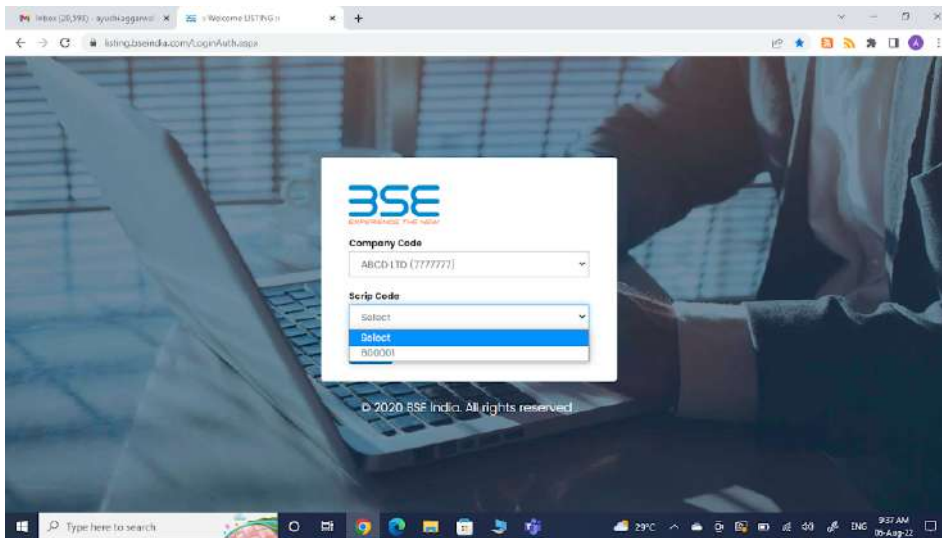 Inbox (20,593) - ayushiaggarwal
:: Welcome LISTING ::
listing.bseindia.com/LoginAuth.aspx
A
BSE
EXPERIENCE THE NEW
Company Code
ABCD LTD (7777777)
Scrip Code
Select
Select
800001
© 2020 BSE India. All rights reserved
Type here to search
29°C
ENG
9:37 AM
05-Aug-22